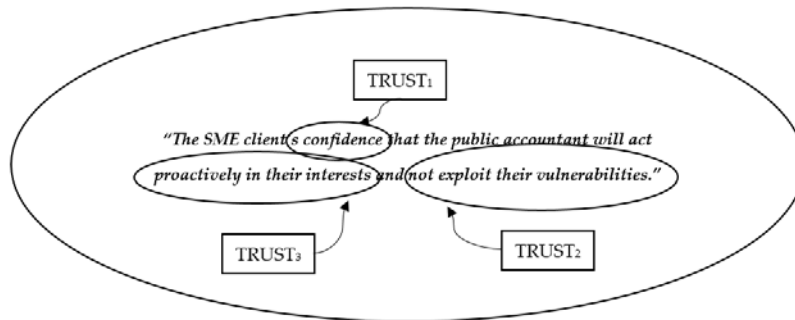 TRUST₁
“The SME client s confidence that the public accountant will act
proactively in their interests and not exploit their vulnerabilities.”
TRUST₃
TRUST₂